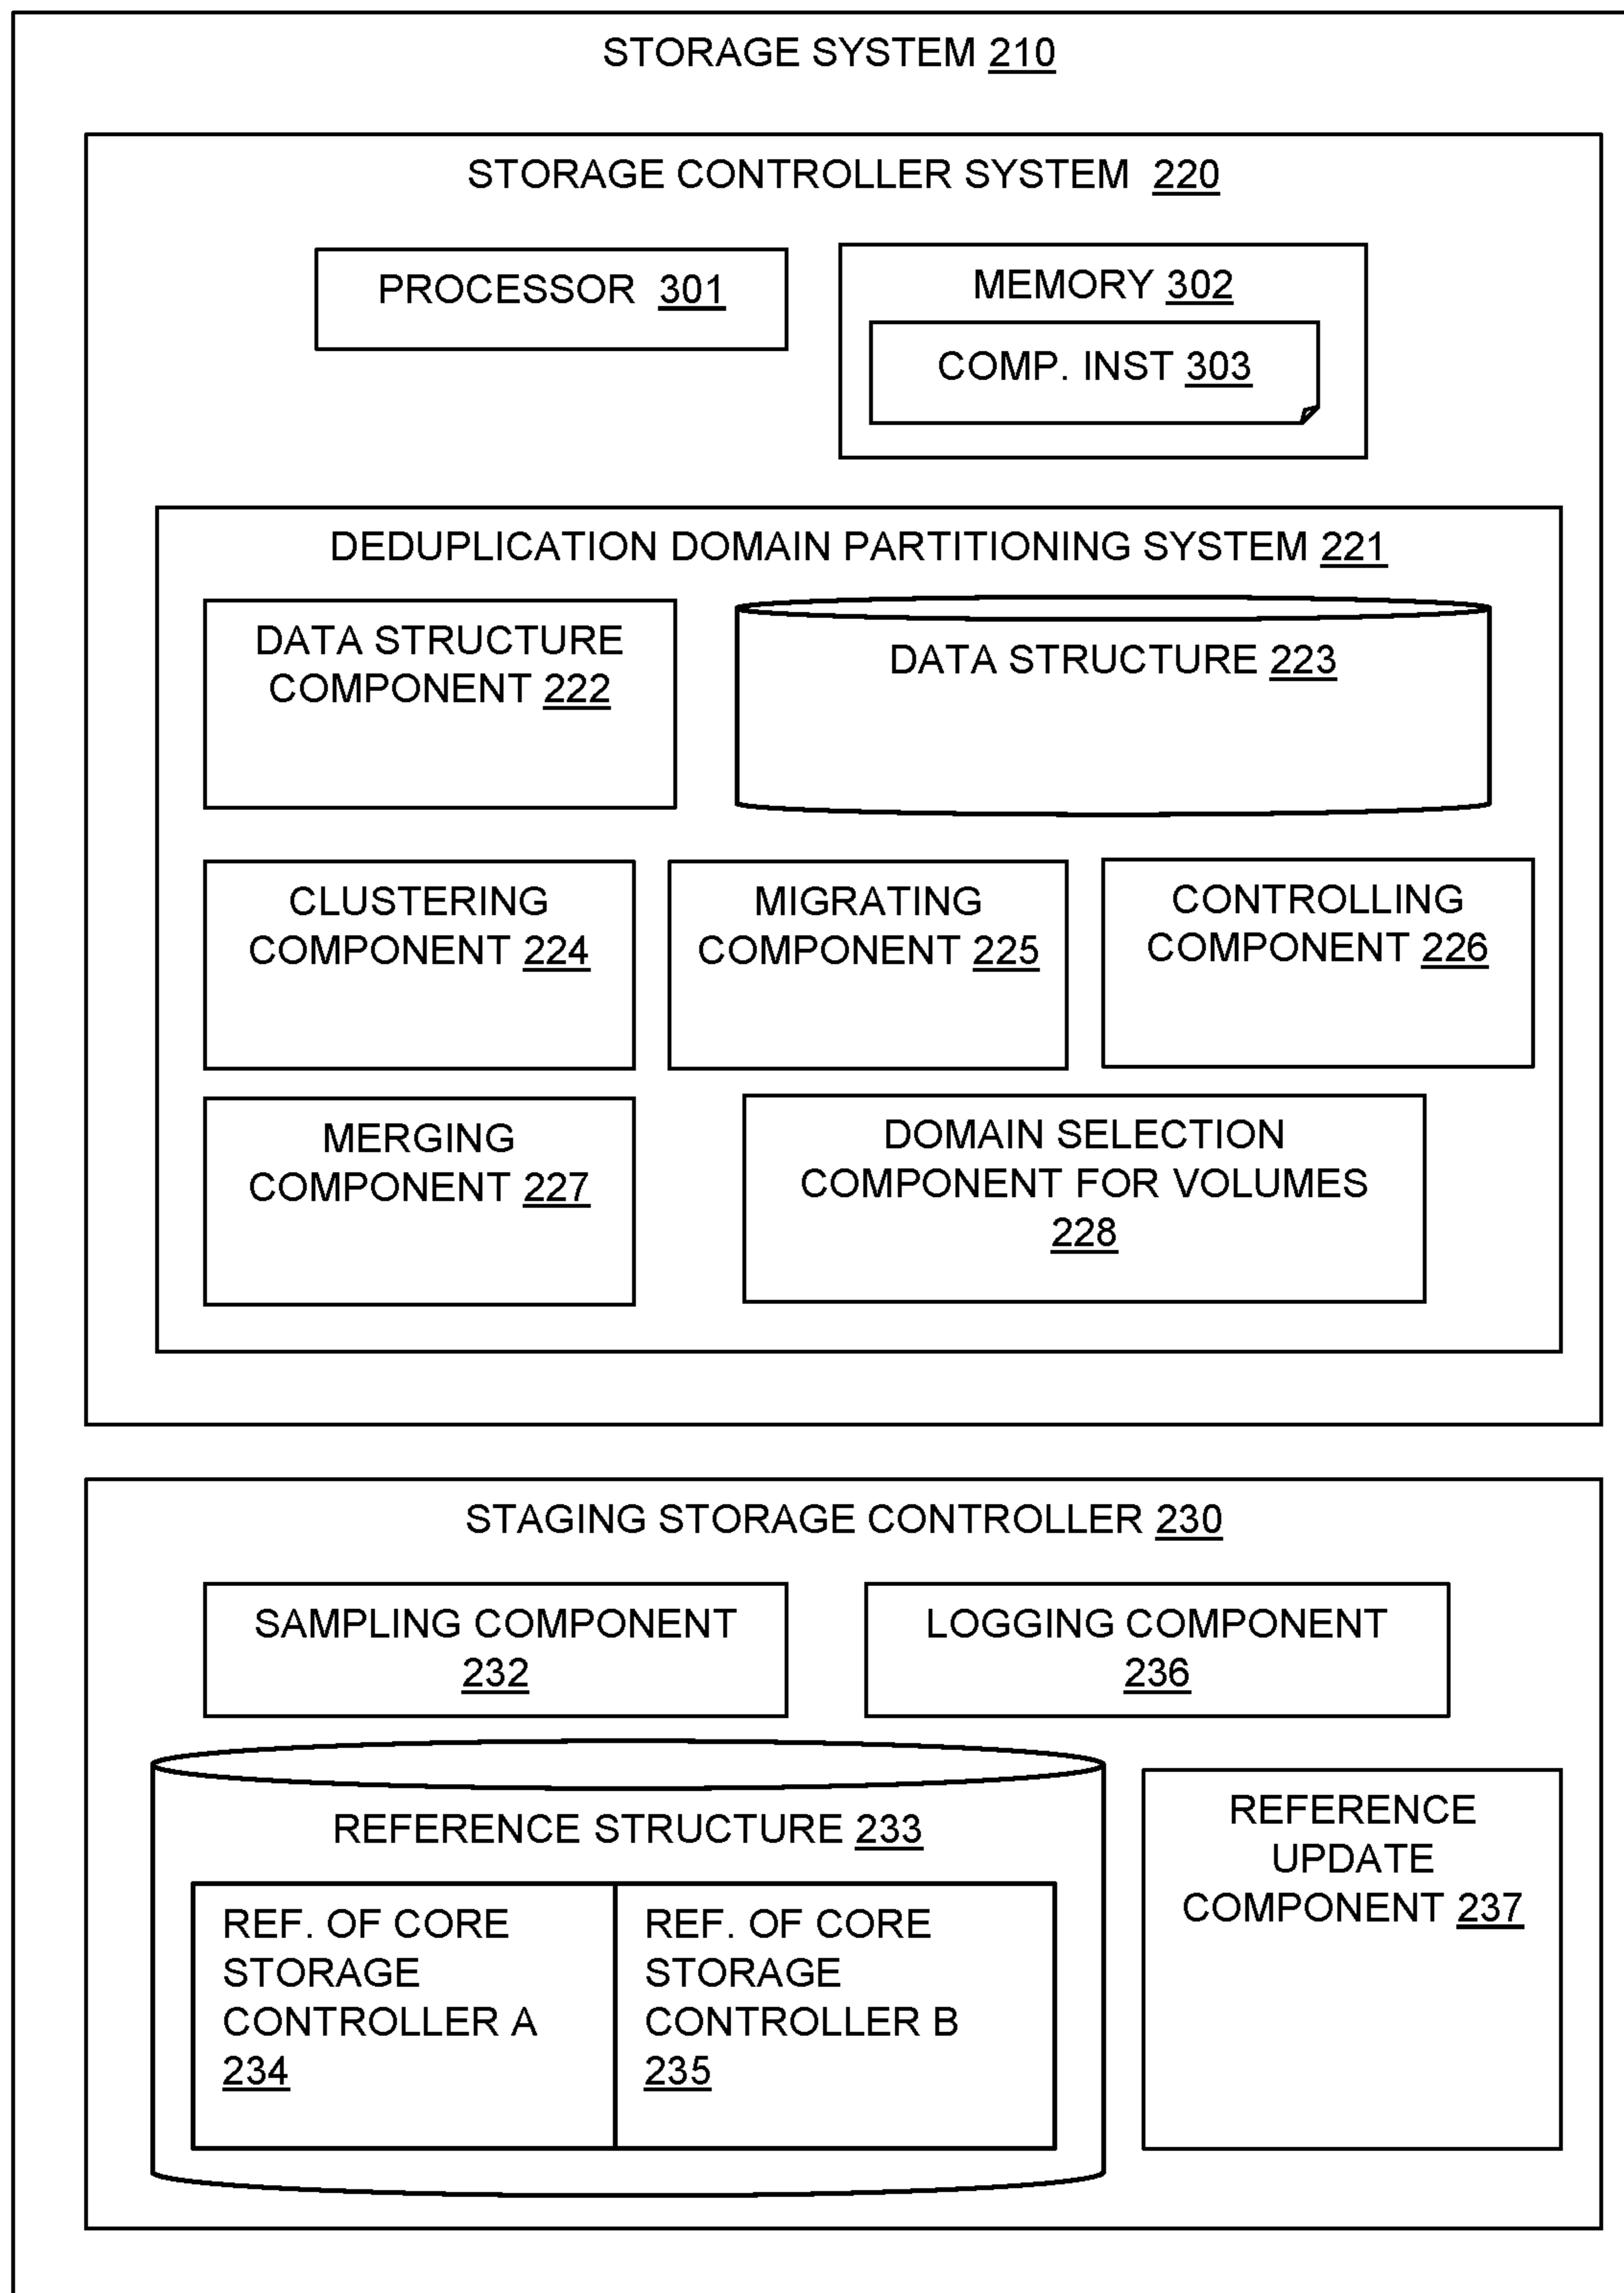 STORAGE SYSTEM 210
STORAGE CONTROLLER SYSTEM 220
PROCESSOR 301
MEMORY 302
COMP. INST 303
DEDUPLICATION DOMAIN PARTITIONING SYSTEM 221
DATA STRUCTURE
COMPONENT 222
DATA STRUCTURE 223
CLUSTERING
COMPONENT 224
MIGRATING
COMPONENT 225
CONTROLLING
COMPONENT 226
MERGING
COMPONENT 227
DOMAIN SELECTION
COMPONENT FOR VOLUMES
228
STAGING STORAGE CONTROLLER 230
SAMPLING COMPONENT
232
LOGGING COMPONENT
236
REFERENCE STRUCTURE 233
REF. OF CORE
STORAGE
CONTROLLER A
234
REF. OF CORE
STORAGE
CONTROLLER B
235
REFERENCE
UPDATE
COMPONENT 237